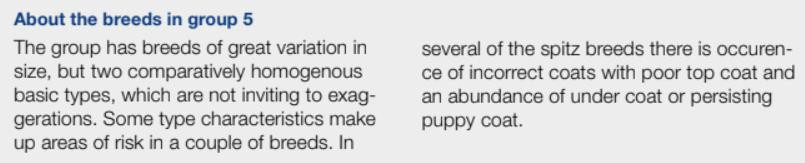 About the breeds in group 5
The group has breeds of great variation in
size, but two comparatively homogenous
basic types, which are not inviting to exag-
gerations. Some type characteristics make
up areas of risk in a couple of breeds. In
several of the spitz breeds there is occuren-
ce of incorrect coats with poor top coat and
an abundance of under coat or persisting
puppy coat.